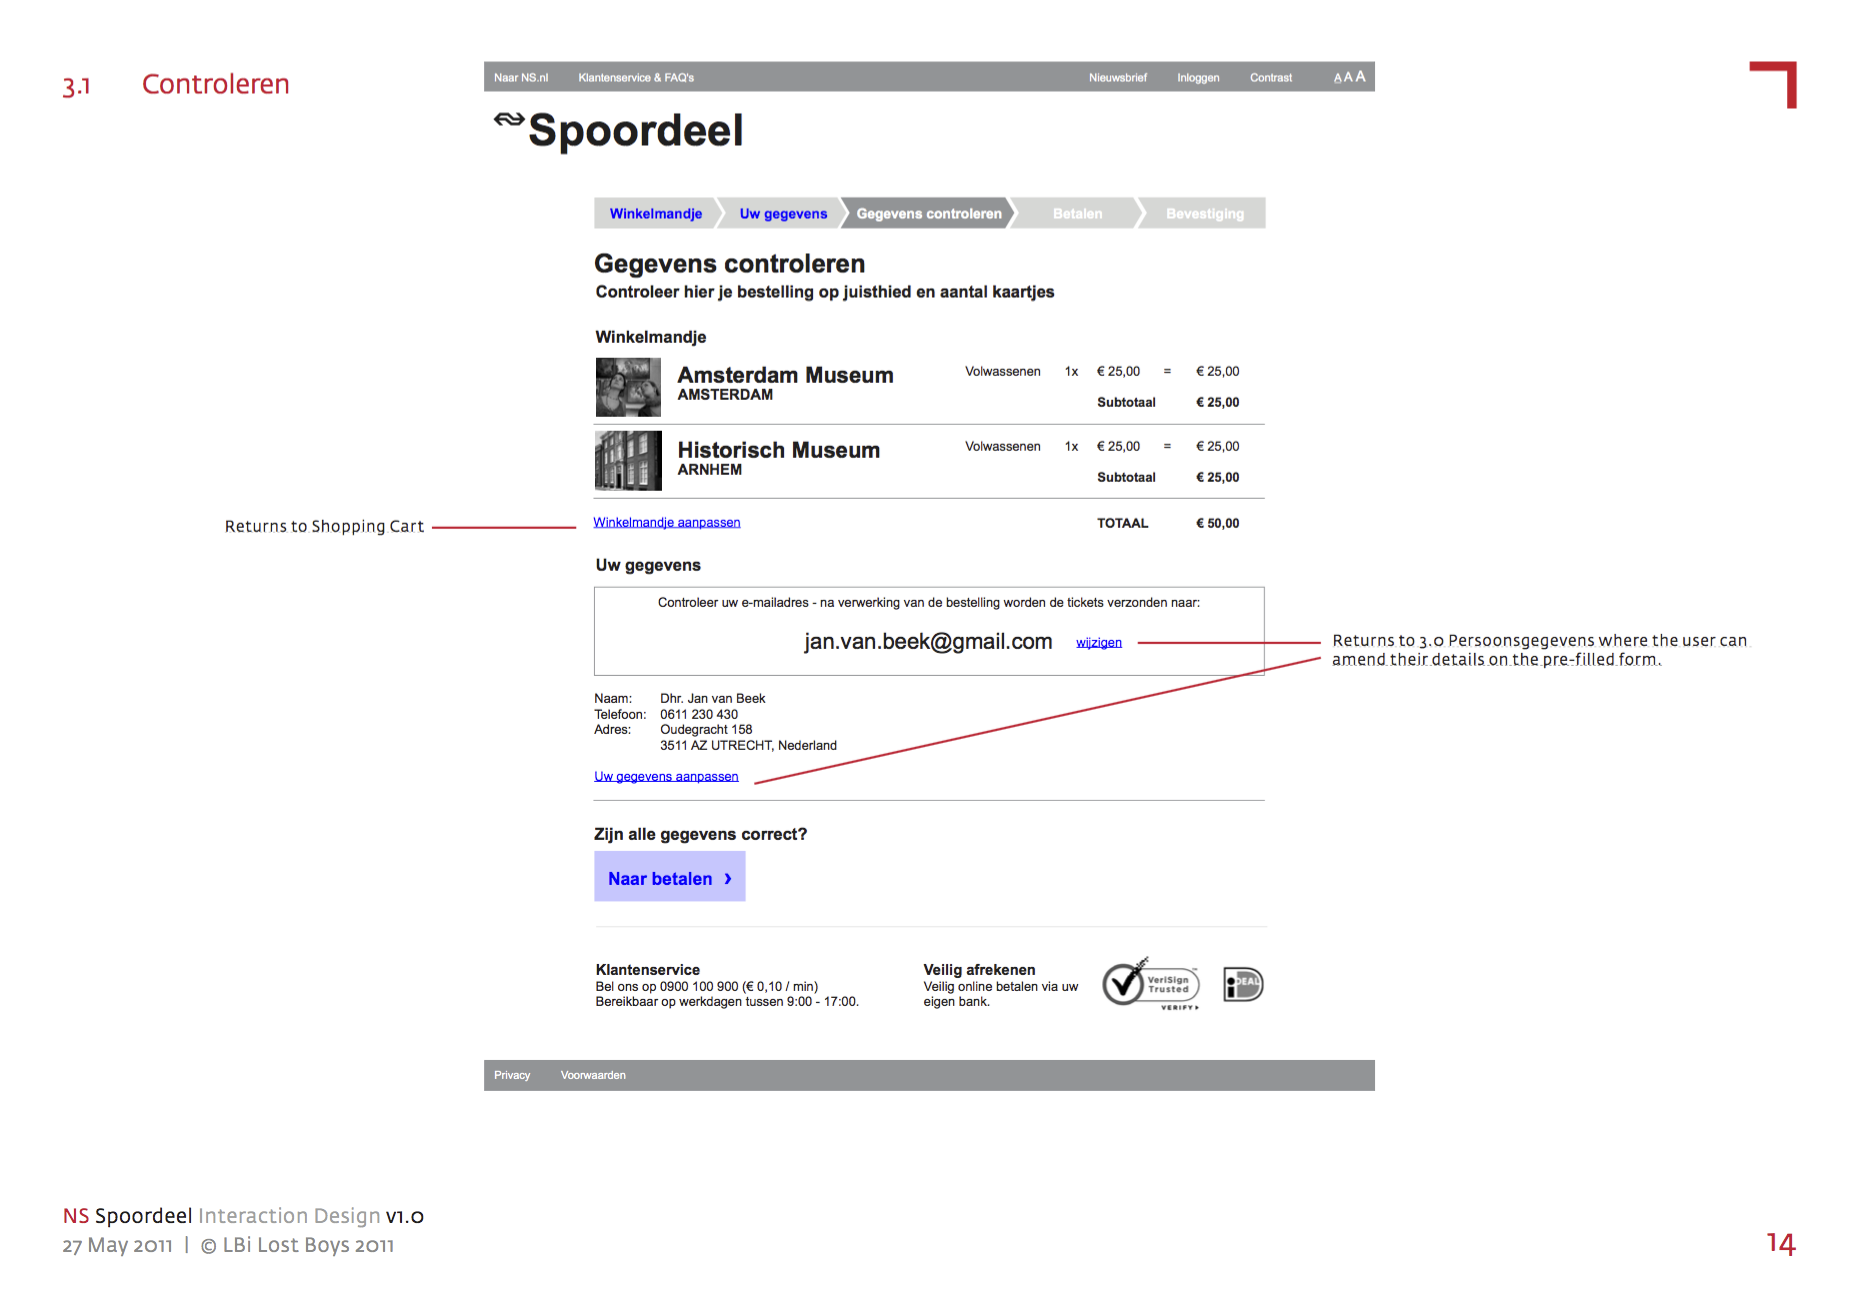 3.1 Controleren
Naar NS.nl Klantenservice & FAQ's Nieuwsbrief Inloggen Contrast A A A
Spoordeel
Winkelmandje Uw gegevens Gegevens controleren Betalen Bevestiging
Gegevens controleren
Controleer hier je bestelling op juisthied en aantal kaartjes
Winkelmandje
Amsterdam Museum Volwassenen 1x € 25,00 = € 25,00
AMSTERDAM
Subtotaal € 25,00
Historisch Museum Volwassenen 1x € 25,00 = € 25,00
ARNHEM
Subtotaal € 25,00
Returns to Shopping Cart
Winkelmandje aanpassen TOTAAL € 50,00
Uw gegevens
Controleer uw e-mailadres - na verwerking van de bestelling worden de tickets verzonden naar:
jan.van.beek@gmail.com wijzigen
Returns to 3.0 Persoonsgegevens where the user can
amend their details on the pre-filled form.
Naam: Dhr. Jan van Beek
Telefoon: 0611 230 430
Adres: Oudegracht 158
3511 AZ UTRECHT, Nederland
Uw gegevens aanpassen
Zijn alle gegevens correct?
Naar betalen ›
Klantenservice
Bel ons op 0900 100 900 (€ 0,10 / min)
Bereikbaar op werkdagen tussen 9:00 - 17:00.
Veilig afrekenen
Veilig online betalen via uw
eigen bank.
VeriSign™
Trusted
VERIFY
iDEAL
Privacy Voorwaarden
NS Spoordeel Interaction Design v1.0
27 May 2011 | © LBi Lost Boys 2011
14